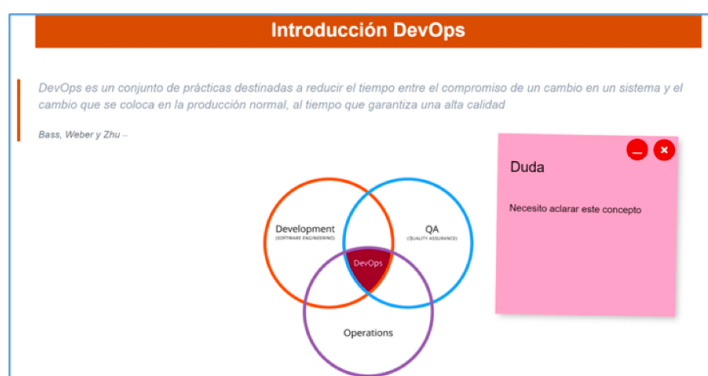 Introducción DevOps
DevOps es un conjunto de prácticas destinadas a reducir el tiempo entre el compromiso de un cambio en un sistema y el
cambio que se coloca en la producción normal, al tiempo que garantiza una alta calidad
Bass, Weber y Zhu –
Duda
Necesito aclarar este concepto
Development
(SOFTWARE ENGINEERING)
QA
(QUALITY ASSURANCE)
DevOps
Operations